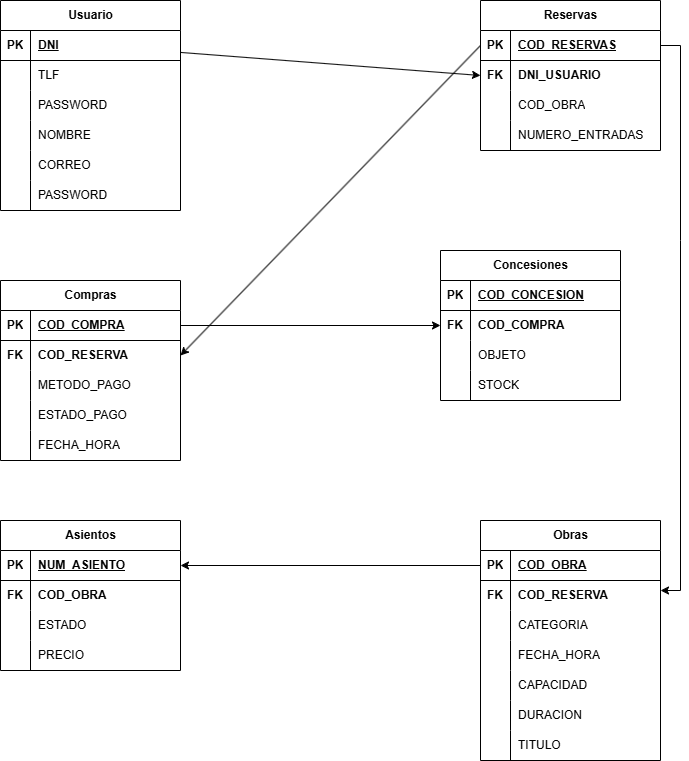 Usuario
PK DNI
TLF
PASSWORD
NOMBRE
CORREO
PASSWORD
Reservas
PK COD_RESERVAS
FK DNI_USUARIO
COD_OBRA
NUMERO_ENTRADAS
Compras
PK COD_COMPRA
FK COD_RESERVA
METODO_PAGO
ESTADO_PAGO
FECHA_HORA
Concesiones
PK COD_CONCESION
FK COD_COMPRA
OBJETO
STOCK
Asientos
PK NUM_ASIENTO
FK COD_OBRA
ESTADO
PRECIO
Obras
PK COD_OBRA
FK COD_RESERVA
CATEGORIA
FECHA_HORA
CAPACIDAD
DURACION
TITULO